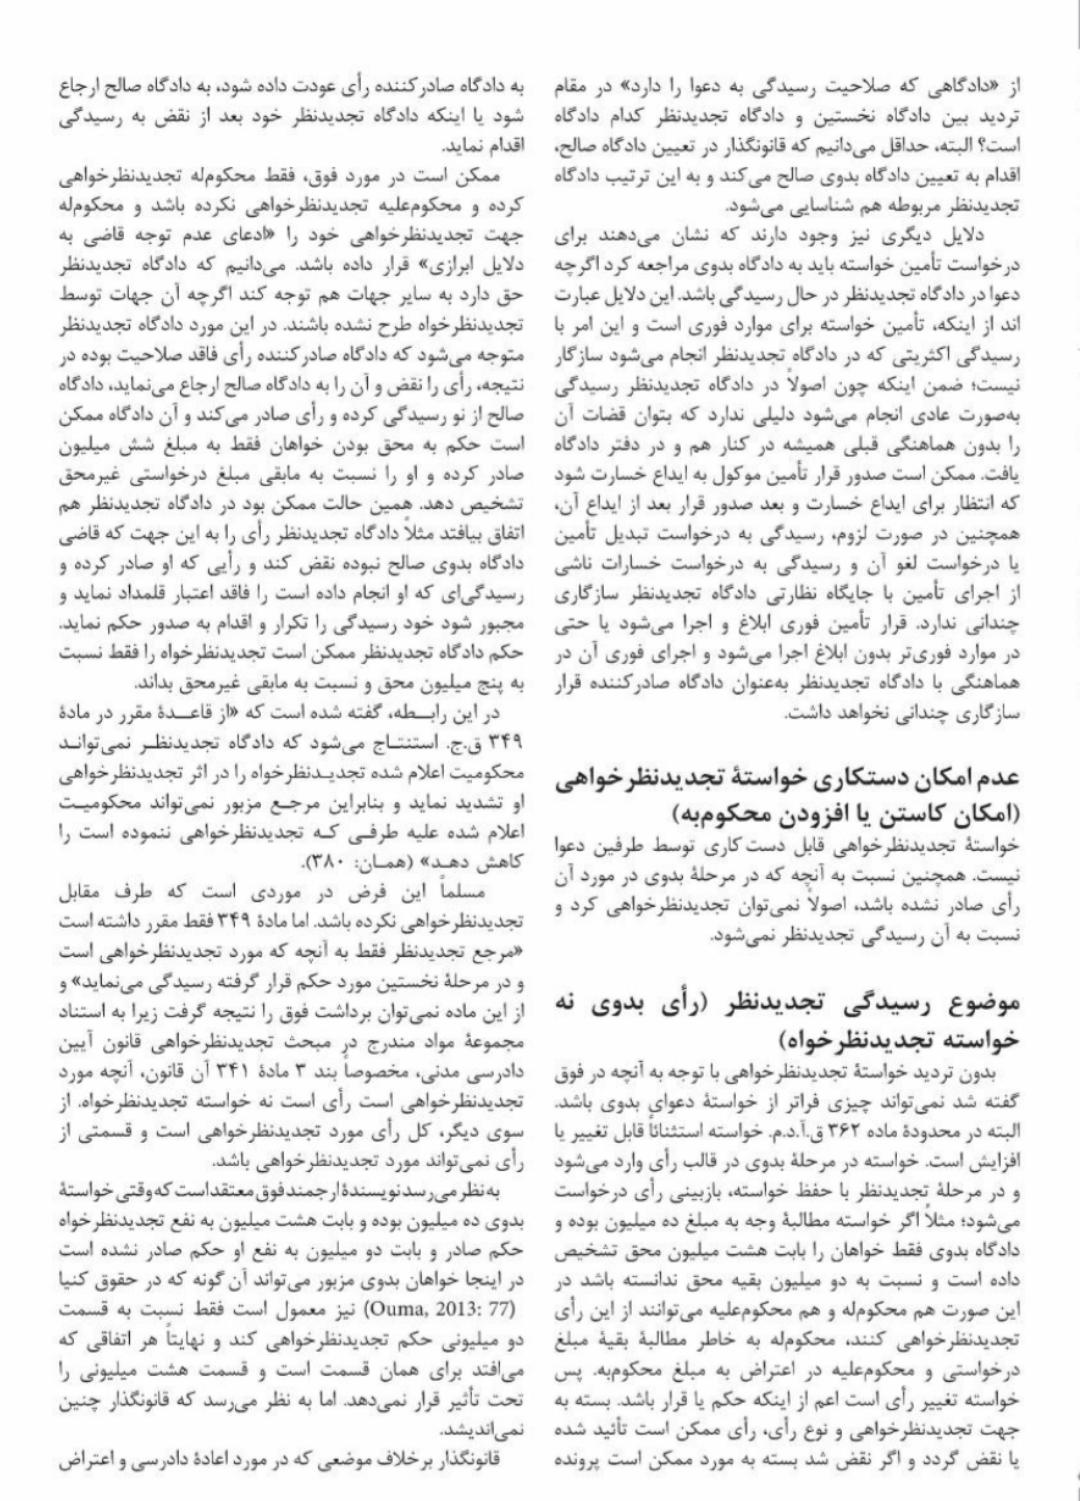 از «دادگاهی که صلاحیت رسیدگی به دعوا را دارد» در مقام
تردید بین دادگاه نخستین و دادگاه تجدیدنظر کدام دادگاه
است؟ البته، حداقل می‌دانیم که قانونگذار در تعیین دادگاه صالح،
اقدام به تعیین دادگاه بدوی صالح می‌کند و به این ترتیب دادگاه
تجدیدنظر مربوطه هم شناسایی می‌شود.
دلایل دیگری نیز وجود دارند که نشان می‌دهند برای
درخواست تأمین خواسته باید به دادگاه بدوی مراجعه کرد اگرچه
دعوا در دادگاه تجدیدنظر در حال رسیدگی باشد. این دلایل عبارت
اند از اینکه، تأمین خواسته برای موارد فوری است و این امر با
رسیدگی اکثریتی که در دادگاه تجدیدنظر انجام می‌شود سازگار
نیست؛ ضمن اینکه چون اصولاً در دادگاه تجدیدنظر رسیدگی
به‌صورت عادی انجام می‌شود دلیلی ندارد که بتوان قضات آن
را بدون هماهنگی قبلی همیشه در کنار هم و در دفتر دادگاه
یافت. ممکن است صدور قرار تأمین موکول به ایداع خسارت شود
که انتظار برای ایداع خسارت و بعد صدور قرار بعد از ایداع آن،
همچنین در صورت لزوم، رسیدگی به درخواست تبدیل تأمین
یا درخواست لغو آن و رسیدگی به درخواست خسارات ناشی
از اجرای تأمین با جایگاه نظارتی دادگاه تجدیدنظر سازگاری
چندانی ندارد. قرار تأمین فوری ابلاغ و اجرا می‌شود یا حتی
در موارد فوری‌تر بدون ابلاغ اجرا می‌شود و اجرای فوری آن در
هماهنگی با دادگاه تجدیدنظر به‌عنوان دادگاه صادرکننده قرار
سازگاری چندانی نخواهد داشت.
عدم امکان دستکاری خواستهٔ تجدیدنظرخواهی
(امکان کاستن یا افزودن محکوم‌به)
خواستهٔ تجدیدنظرخواهی قابل دست‌کاری توسط طرفین دعوا
نیست. همچنین نسبت به آنچه که در مرحلهٔ بدوی در مورد آن
رأی صادر نشده باشد، اصولاً نمی‌توان تجدیدنظرخواهی کرد و
نسبت به آن رسیدگی تجدیدنظر نمی‌شود.
موضوع رسیدگی تجدیدنظر (رأی بدوی نه
خواسته تجدیدنظرخواه)
بدون تردید خواستهٔ تجدیدنظرخواهی با توجه به آنچه در فوق
گفته شد نمی‌تواند چیزی فراتر از خواستهٔ دعوای بدوی باشد.
البته در محدودهٔ ماده ۳۶۲ ق.آ.د.م. خواسته استثنائاً قابل تغییر یا
افزایش است. خواسته در مرحلهٔ بدوی در قالب رأی وارد می‌شود
و در مرحلهٔ تجدیدنظر با حفظ خواسته، بازبینی رأی درخواست
می‌شود؛ مثلاً اگر خواسته مطالبهٔ وجه به مبلغ ده میلیون بوده و
دادگاه بدوی فقط خواهان را بابت هشت میلیون محق تشخیص
داده است و نسبت به دو میلیون بقیه محق ندانسته باشد در
این صورت هم محکوم‌له و هم محکوم‌علیه می‌توانند از این رأی
تجدیدنظرخواهی کنند، محکوم‌له به خاطر مطالبهٔ بقیهٔ مبلغ
درخواستی و محکوم‌علیه در اعتراض به مبلغ محکوم‌به. پس
خواسته تغییر رأی است اعم از اینکه حکم یا قرار باشد. بسته به
جهت تجدیدنظرخواهی و نوع رأی، رأی ممکن است تأئید شده
یا نقض گردد و اگر نقض شد بسته به مورد ممکن است پرونده
به دادگاه صادرکننده رأی عودت داده شود، به دادگاه صالح ارجاع
شود یا اینکه دادگاه تجدیدنظر خود بعد از نقض به رسیدگی
اقدام نماید.
ممکن است در مورد فوق، فقط محکوم‌له تجدیدنظرخواهی
کرده و محکوم‌علیه تجدیدنظرخواهی نکرده باشد و محکوم‌له
جهت تجدیدنظرخواهی خود را «ادعای عدم توجه قاضی به
دلایل ابرازی» قرار داده باشد. می‌دانیم که دادگاه تجدیدنظر
حق دارد به سایر جهات هم توجه کند اگرچه آن جهات توسط
تجدیدنظرخواه طرح نشده باشند. در این مورد دادگاه تجدیدنظر
متوجه می‌شود که دادگاه صادرکننده رأی فاقد صلاحیت بوده در
نتیجه، رأی را نقض و آن را به دادگاه صالح ارجاع می‌نماید، دادگاه
صالح از نو رسیدگی کرده و رأی صادر می‌کند و آن دادگاه ممکن
است حکم به محق بودن خواهان فقط به مبلغ شش میلیون
صادر کرده و او را نسبت به مابقی مبلغ درخواستی غیرمحق
تشخیص دهد. همین حالت ممکن بود در دادگاه تجدیدنظر هم
اتفاق بیافتد مثلاً دادگاه تجدیدنظر رأی را به این جهت که قاضی
دادگاه بدوی صالح نبوده نقض کند و رأیی که او صادر کرده و
رسیدگی‌ای که او انجام داده است را فاقد اعتبار قلمداد نماید و
مجبور شود خود رسیدگی را تکرار و اقدام به صدور حکم نماید.
حکم دادگاه تجدیدنظر ممکن است تجدیدنظرخواه را فقط نسبت
به پنج میلیون محق و نسبت به مابقی غیرمحق بداند.
در این رابـطه، گفته شده است که «از قاعـدهٔ مقرر در مادهٔ
۳۴۹ ق.ج. استنتـاج می‌شود که دادگاه تجدیدنظـر نمی‌توانـد
محکومیت اعلام شده تجدیـدنظرخواه را در اثر تجدیدنظرخواهی
او تشدید نماید و بنابراین مرجـع مزبور نمی‌تواند محکومیـت
اعلام شده علیه طرفـی کـه تجدیدنظرخواهی ننموده است را
کاهش دهـد» (همـان: ۳۸۰).
مسلماً این فرض در موردی است که طرف مقابل
تجدیدنظرخواهی نکرده باشد. اما مادهٔ ۳۴۹ فقط مقرر داشته است
«مرجع تجدیدنظر فقط به آنچه که مورد تجدیدنظرخواهی است
و در مرحلهٔ نخستین مورد حکم قرار گرفته رسیدگی می‌نماید» و
از این ماده نمی‌توان برداشت فوق را نتیجه گرفت زیرا به استناد
مجموعهٔ مواد مندرج در مبحث تجدیدنظرخواهی قانون آیین
دادرسی مدنی، مخصوصاً بند ۳ مادهٔ ۳۴۱ آن قانون، آنچه مورد
تجدیدنظرخواهی است رأی است نه خواسته تجدیدنظرخواه. از
سوی دیگر، کل رأی مورد تجدیدنظرخواهی است و قسمتی از
رأی نمی‌تواند مورد تجدیدنظرخواهی باشد.
به‌نظر می‌رسد نویسندهٔ ارجمند فوق معتقد است که وقتی خواستهٔ
بدوی ده میلیون بوده و بابت هشت میلیون به نفع تجدیدنظرخواه
حکم صادر و بابت دو میلیون به نفع او حکم صادر نشده است
در اینجا خواهان بدوی مزبور می‌تواند آن‌گونه که در حقوق کنیا
(Ouma, 2013: 77) نیز معمول است فقط نسبت به قسمت
دو میلیونی حکم تجدیدنظرخواهی کند و نهایتاً هر اتفاقی که
می‌افتد برای همان قسمت است و قسمت هشت میلیونی را
تحت تأثیر قرار نمی‌دهد. اما به نظر می‌رسد که قانونگذار چنین
نمی‌اندیشد.
قانونگذار برخلاف موضعی که در مورد اعادهٔ دادرسی و اعتراض